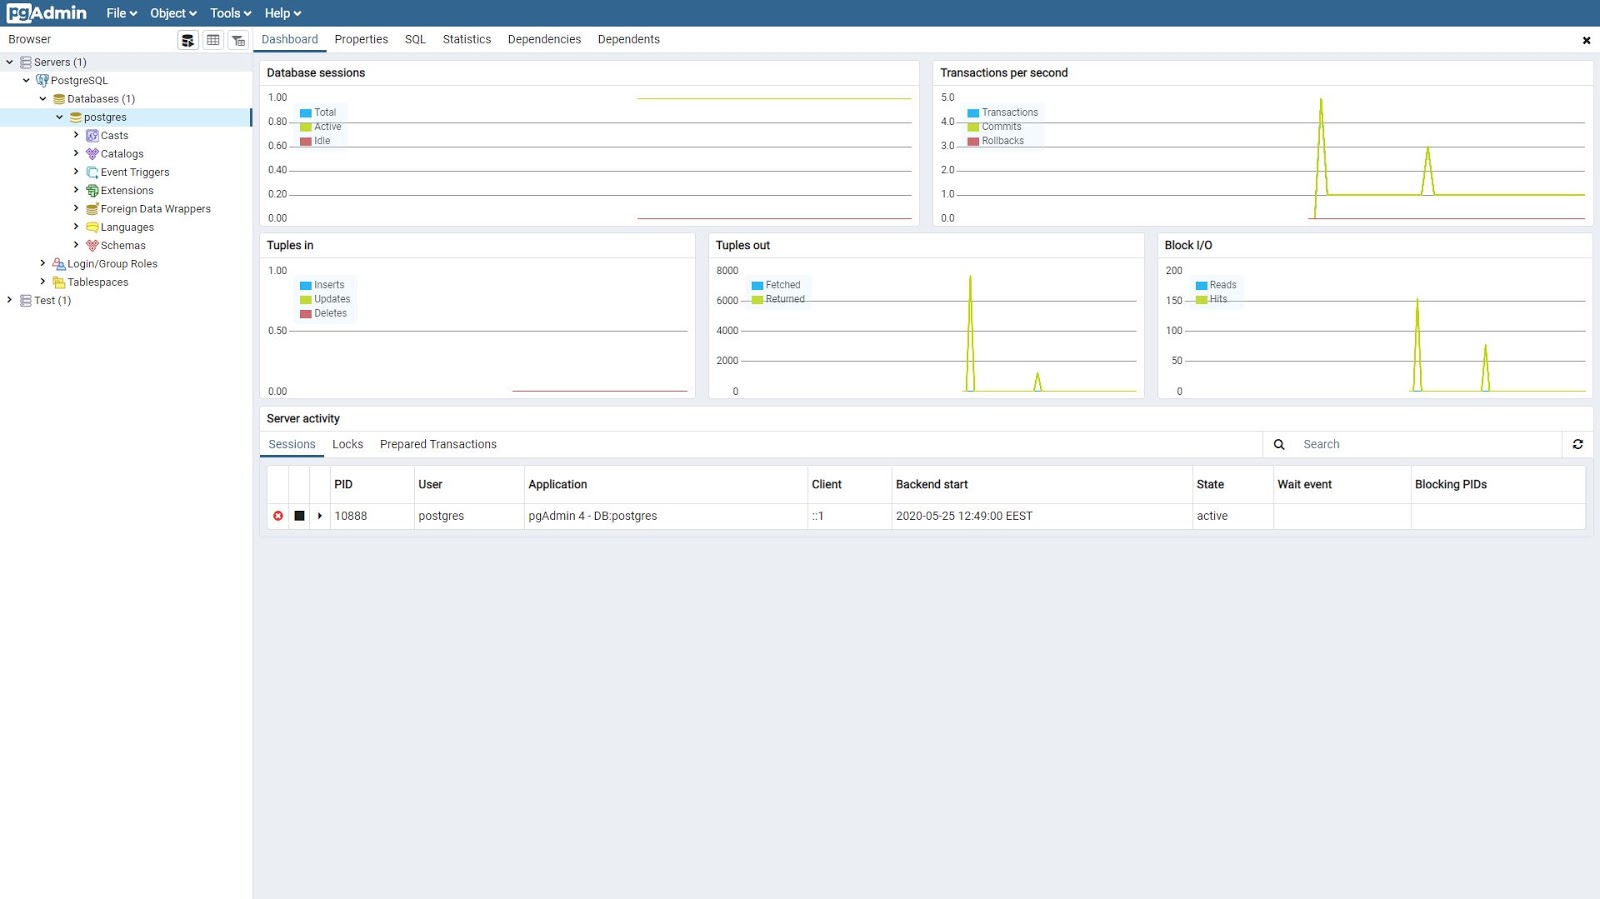 pgAdmin File Object Tools Help
Browser
Dashboard Properties SQL Statistics Dependencies Dependents
Servers (1)
PostgreSQL
Databases (1)
postgres
Casts
Catalogs
Event Triggers
Extensions
Foreign Data Wrappers
Languages
Schemas
Login/Group Roles
Tablespaces
Test (1)
Database sessions
1.00
0.80
0.60
0.40
0.20
0.00
Total
Active
Idle
Transactions per second
5.0
4.0
3.0
2.0
1.0
0.0
Transactions
Commits
Rollbacks
Tuples in
1.00
0.50
0.00
Inserts
Updates
Deletes
Tuples out
8000
6000
4000
2000
0
Fetched
Returned
Block I/O
200
150
100
50
0
Reads
Hits
Server activity
Sessions Locks Prepared Transactions Search
PID User Application Client Backend start State Wait event Blocking PIDs
10888 postgres pgAdmin 4 - DB:postgres ::1 2020-05-25 12:49:00 EEST active